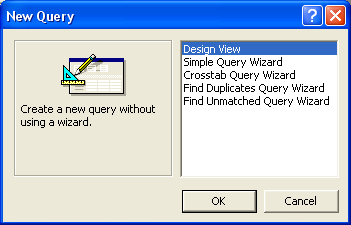 New Query
Create a new query without
using a wizard.
Design View
Simple Query Wizard
Crosstab Query Wizard
Find Duplicates Query Wizard
Find Unmatched Query Wizard
OK
Cancel